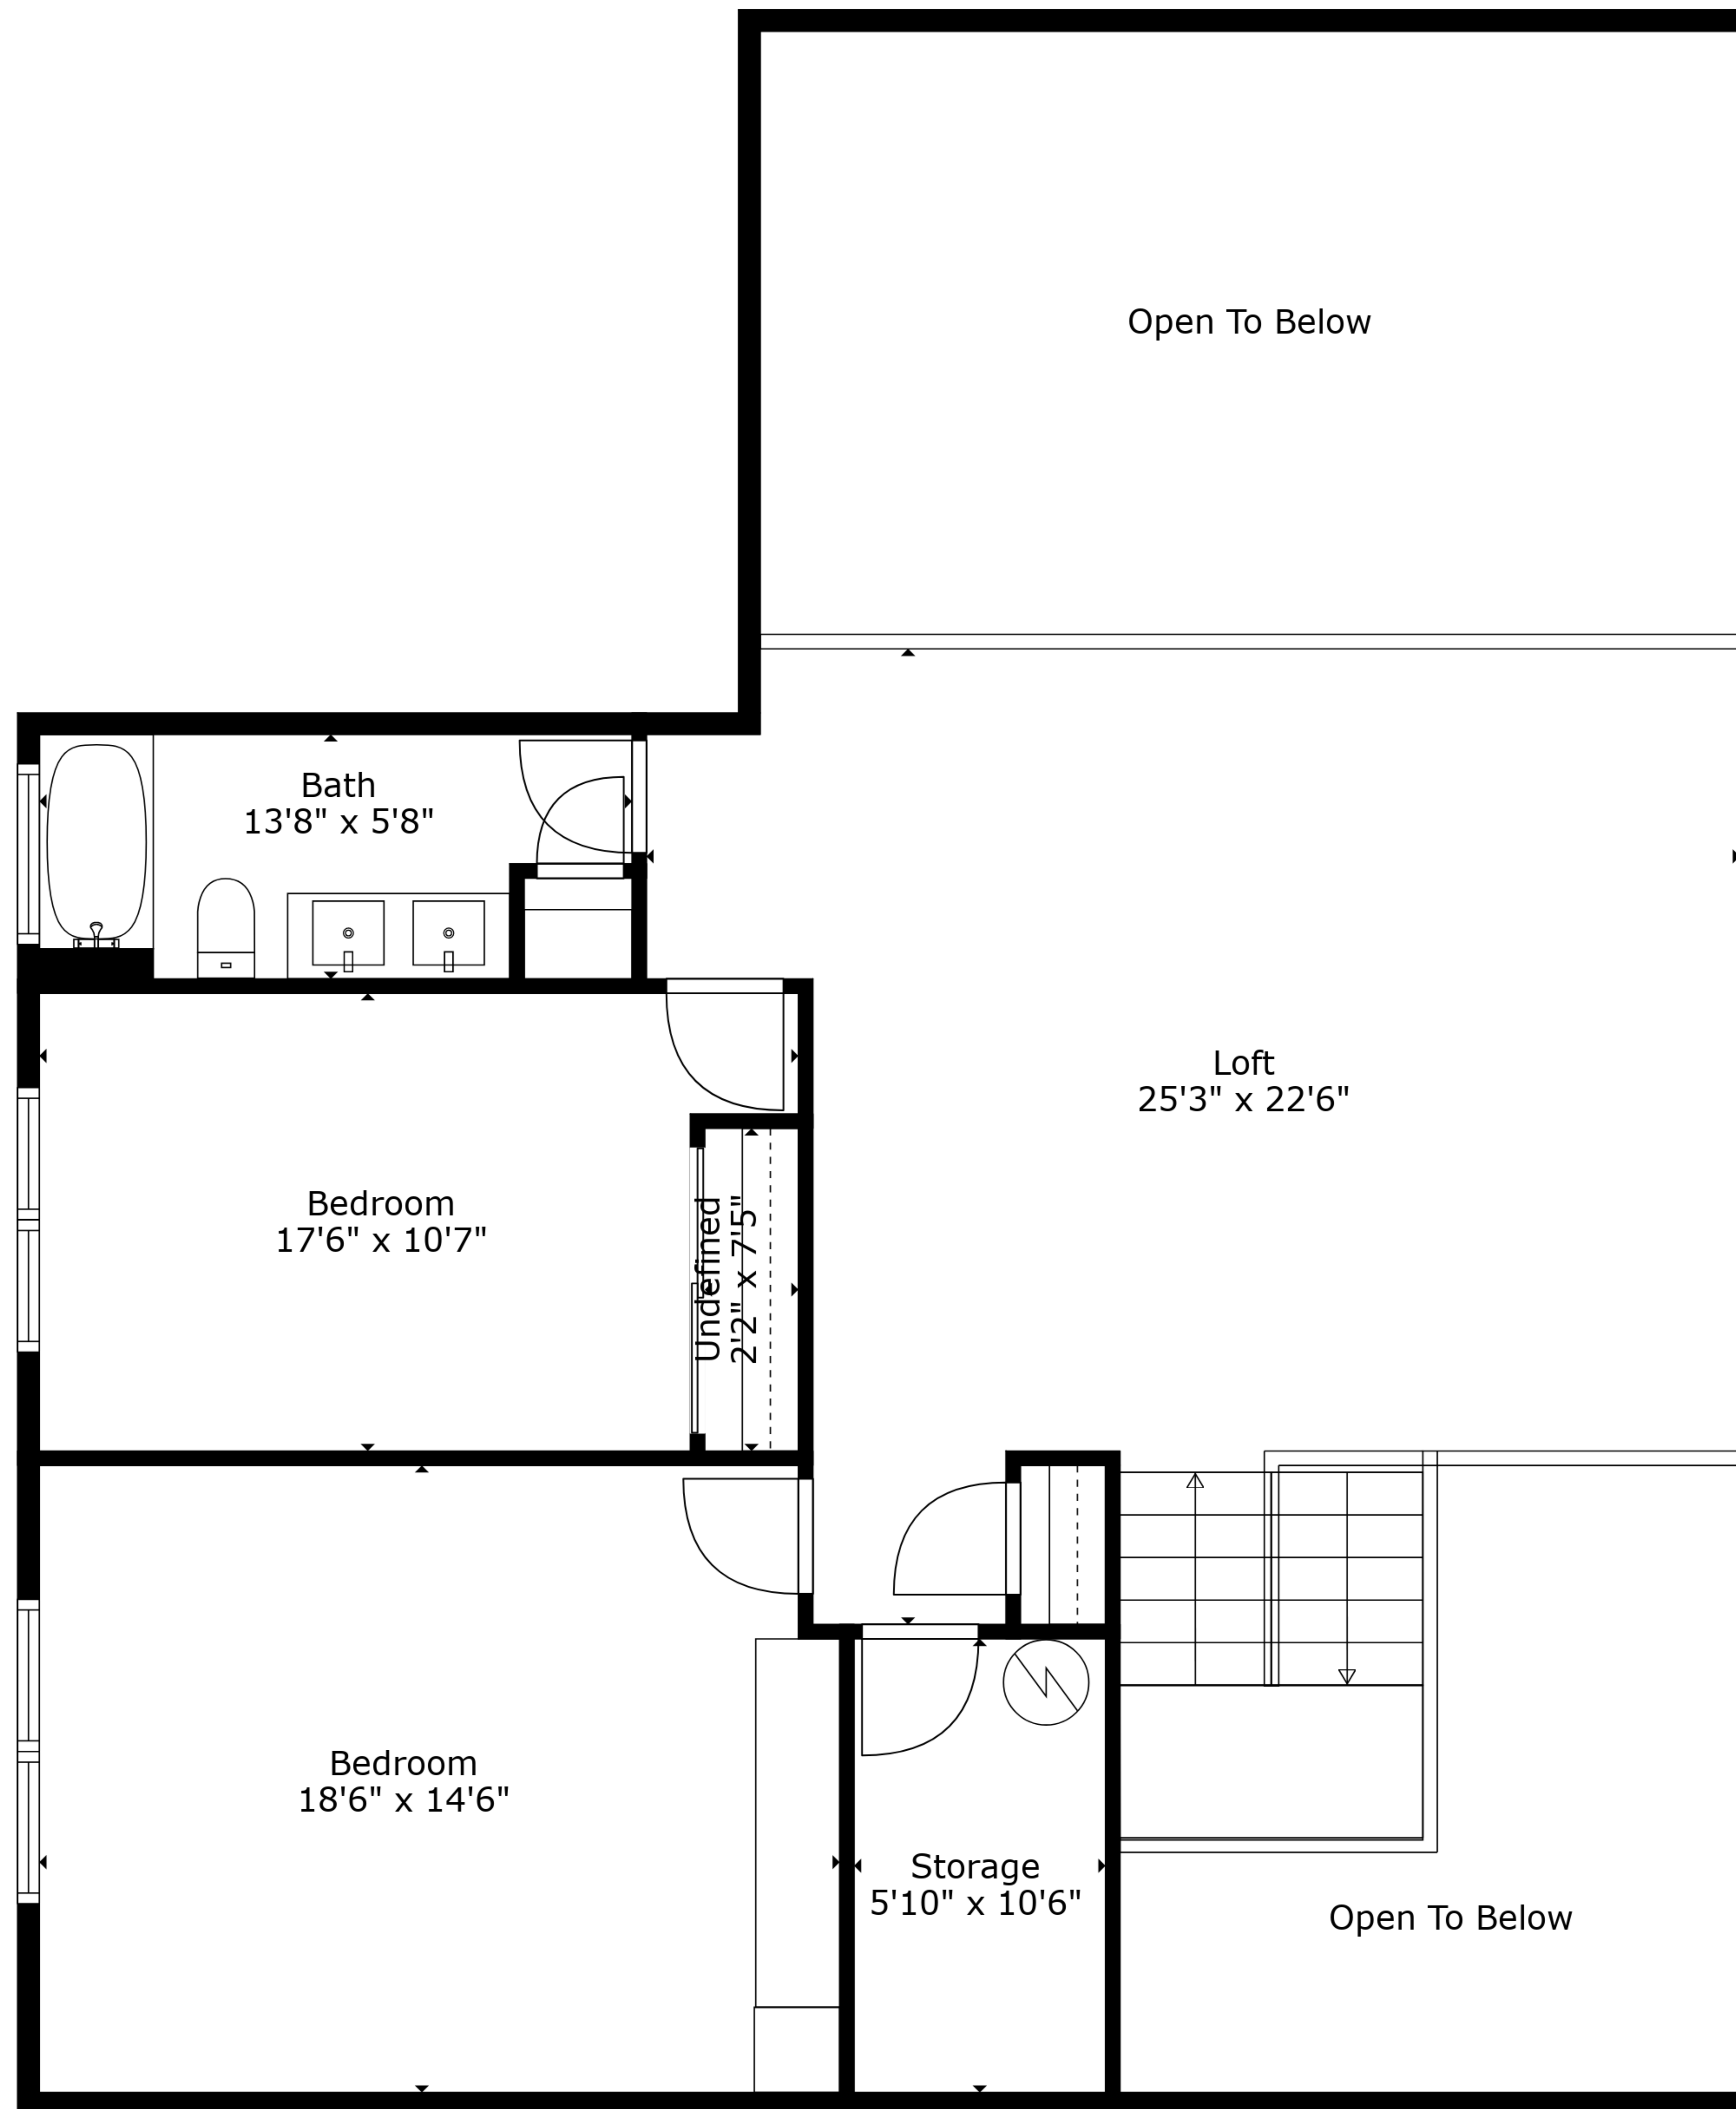 Open To Below
Bath
13'8" x 5'8"
Loft
25'3" x 22'6"
Bedroom
17'6" x 10'7"
Undefined
2'2" x 7'5"
Bedroom
18'6" x 14'6"
Storage
5'10" x 10'6"
Open To Below